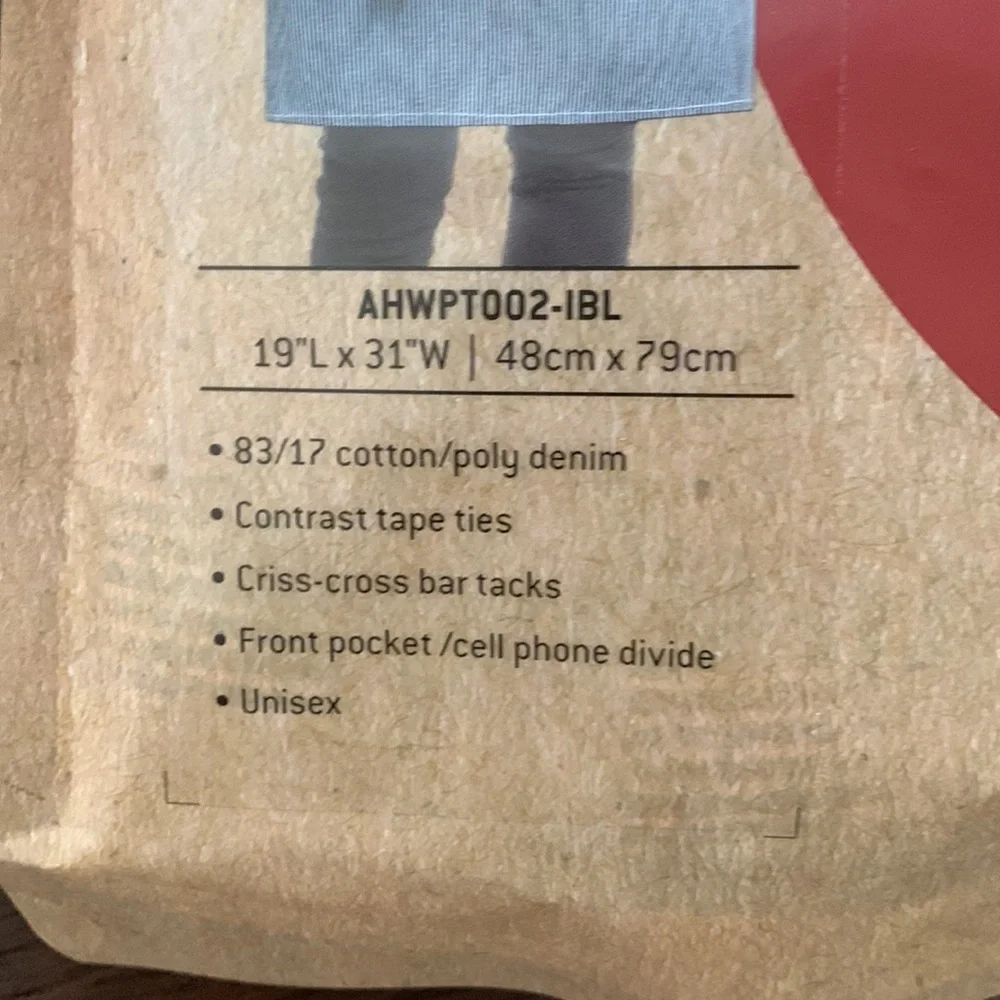 AHWPT002-IBL
19"L x 31"W | 48cm x 79cm
• 83/17 cotton/poly denim
• Contrast tape ties
• Criss-cross bar tacks
• Front pocket /cell phone divide
• Unisex